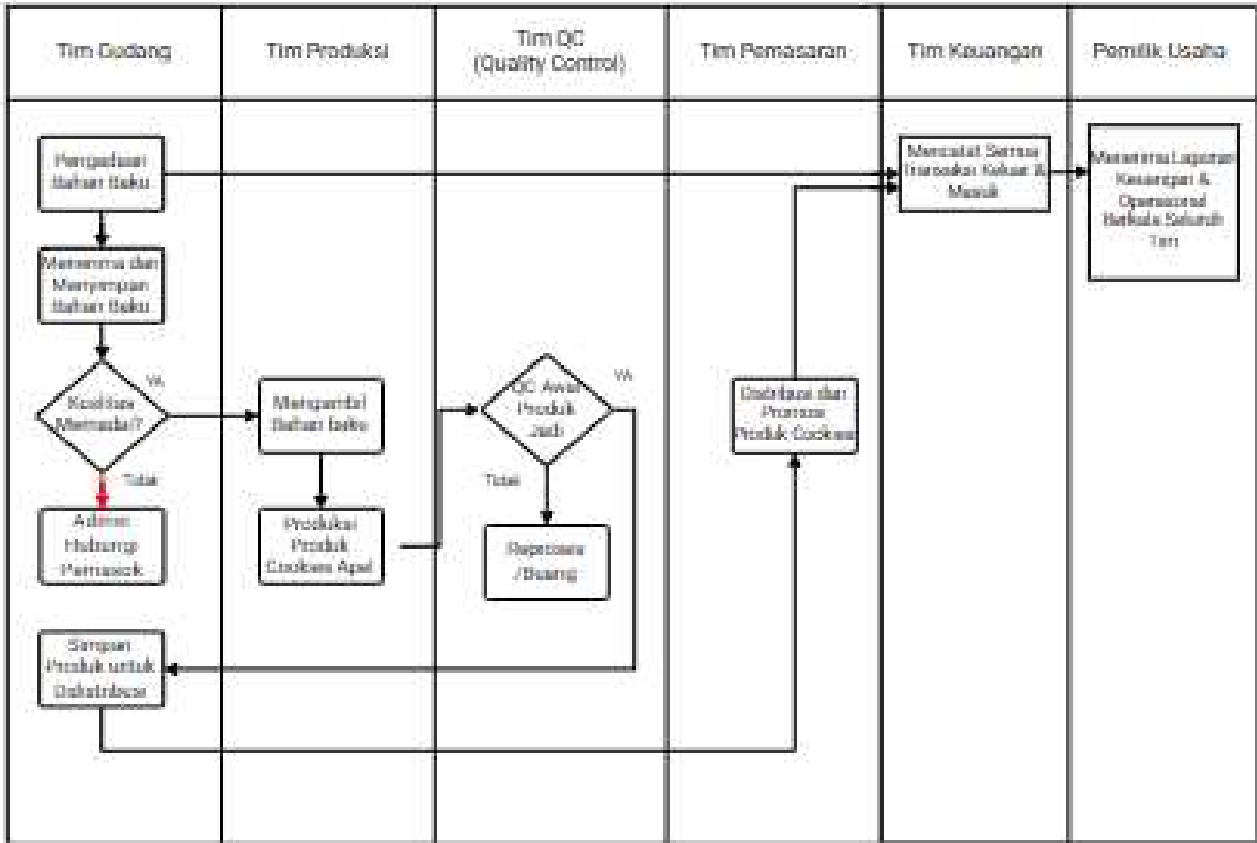 Tim Gudang
Tim Produksi
Tim QC
(Quality Control)
Tim Pemasaran
Tim Keuangan
Pemilik Usaha
Pengadaan
Bahan Baku
Mencatat Semua
Transaksi Keluar &
Masuk
Menerima Laporan
Keuangan &
Operasional
Berkala Seluruh
Tim
Menerima dan
Menyimpan
Bahan Baku
Kualitas
Memadai?
YA
Tidak
Mengambil
Bahan baku
QC Awal
Produk
Jadi
YA
Tidak
Distribusi dan
Promosi
Produk Cookies
Admin
Hubungi
Pemasok
Produksi
Produk
Cookies Apel
Reproses
/Buang
Simpan
Produk untuk
Didistribusi